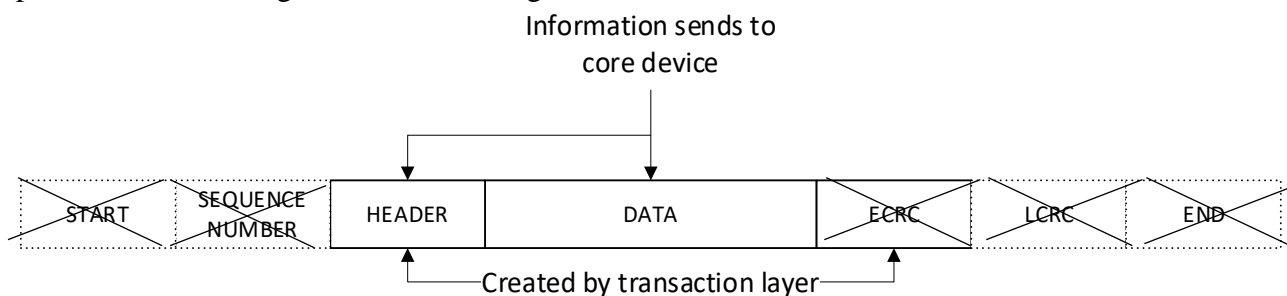 Information sends to
core device
START
SEQUENCE
NUMBER
HEADER
DATA
ECRC
LCRC
END
Created by transaction layer